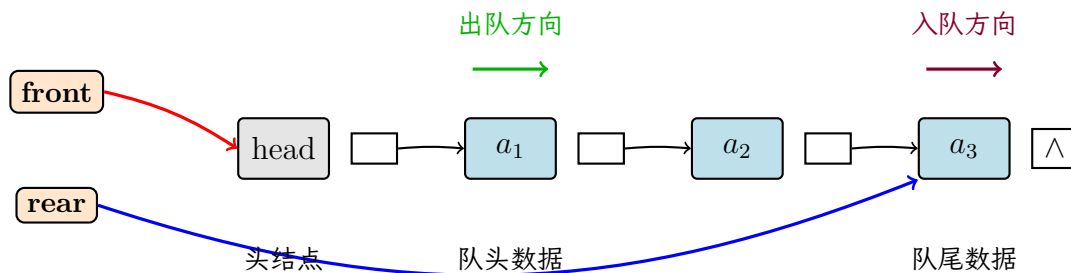 出队方向
入队方向
front
head
a₁
a₂
a₃
∧
rear
头结点
队头数据
队尾数据